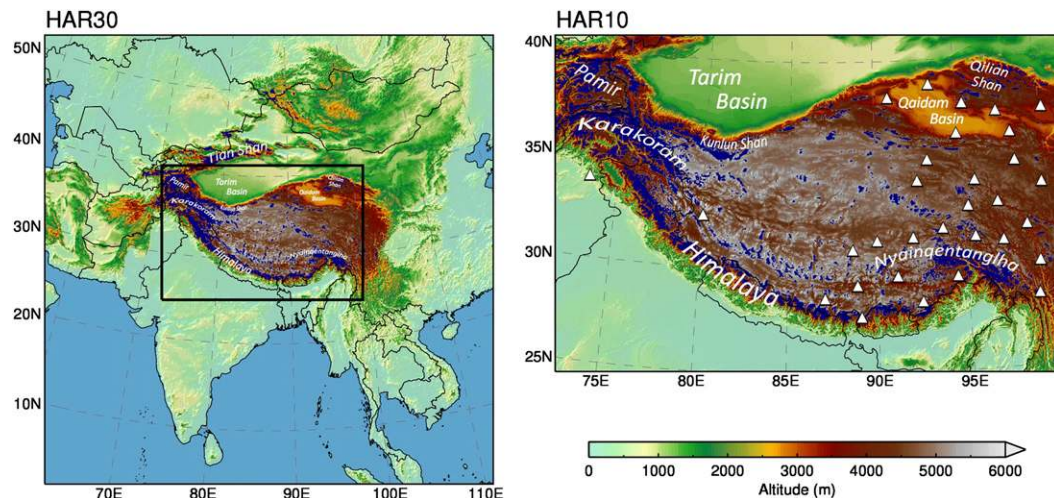 HAR30
50N
40N
30N
20N
10N
70E
80E
90E
100E
110E
Tian Shan
Pamir
Tarim
Basin
Qilian
Shan
Qaidam
Basin
Karakoram
Himalaya
Nyainqentanglha
HAR10
40N
35N
30N
25N
75E
80E
85E
90E
95E
Pamir
Tarim
Basin
Qilian
Shan
Qaidam
Basin
Karakoram
Kunlun Shan
Himalaya
Nyainqentanglha
0
1000
2000
3000
4000
5000
6000
Altitude (m)